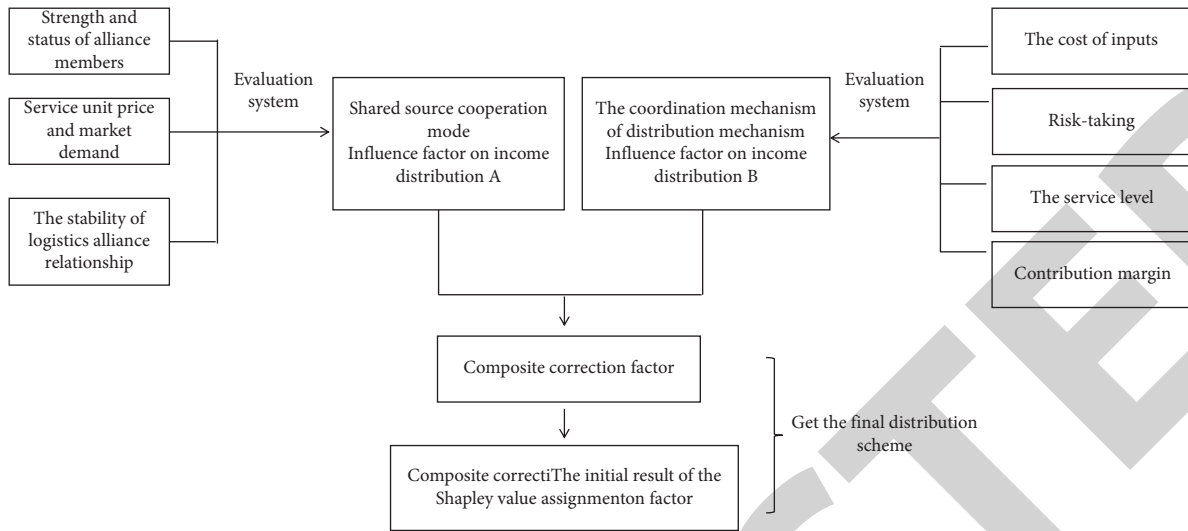 Strength and
status of alliance
members
Service unit price
and market
demand
The stability of
logistics alliance
relationship
Evaluation
system
Shared source cooperation
mode
Influence factor on income
distribution A
The coordination mechanism
of distribution mechanism
Influence factor on income
distribution B
Evaluation
system
The cost of inputs
Risk-taking
The service level
Contribution margin
Composite correction factor
Composite correctiThe initial result of the
Shapley value assignmenton factor
Get the final distribution
scheme